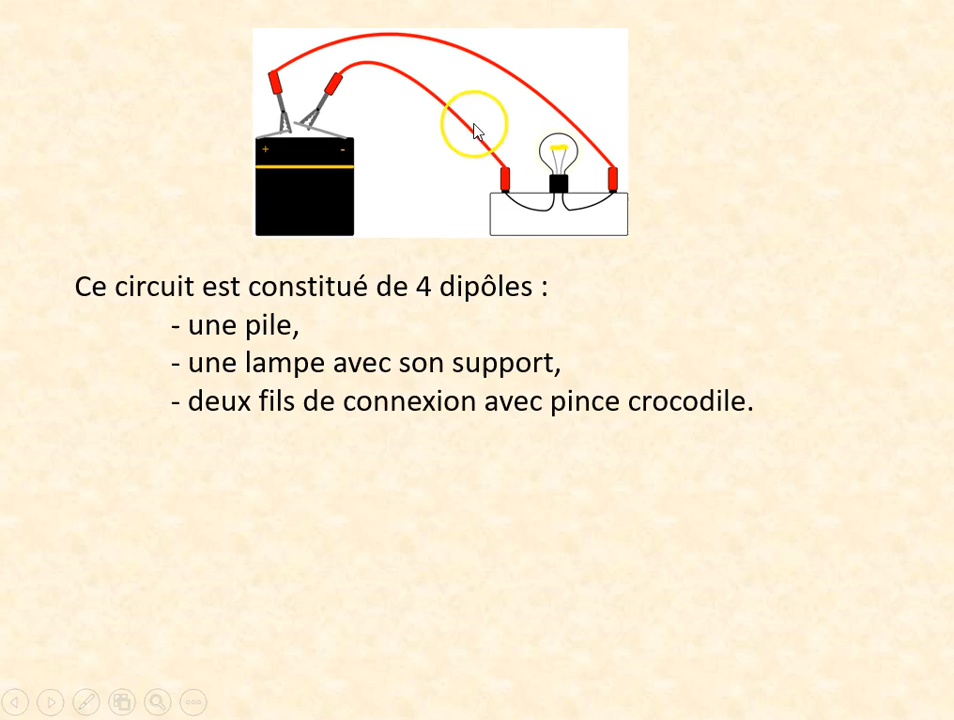 + -
Ce circuit est constitué de 4 dipôles :
- une pile,
- une lampe avec son support,
- deux fils de connexion avec pince crocodile.